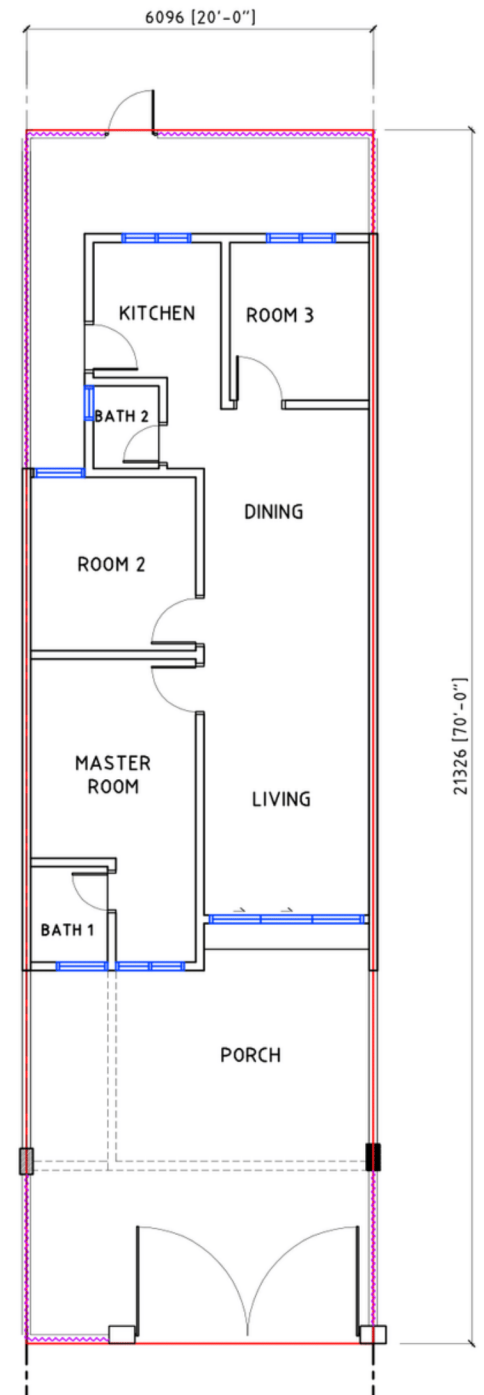 6096 [20'-0"]
KITCHEN
ROOM 3
BATH 2
DINING
ROOM 2
21326 [70'-0"]
MASTER
ROOM
LIVING
BATH 1
PORCH